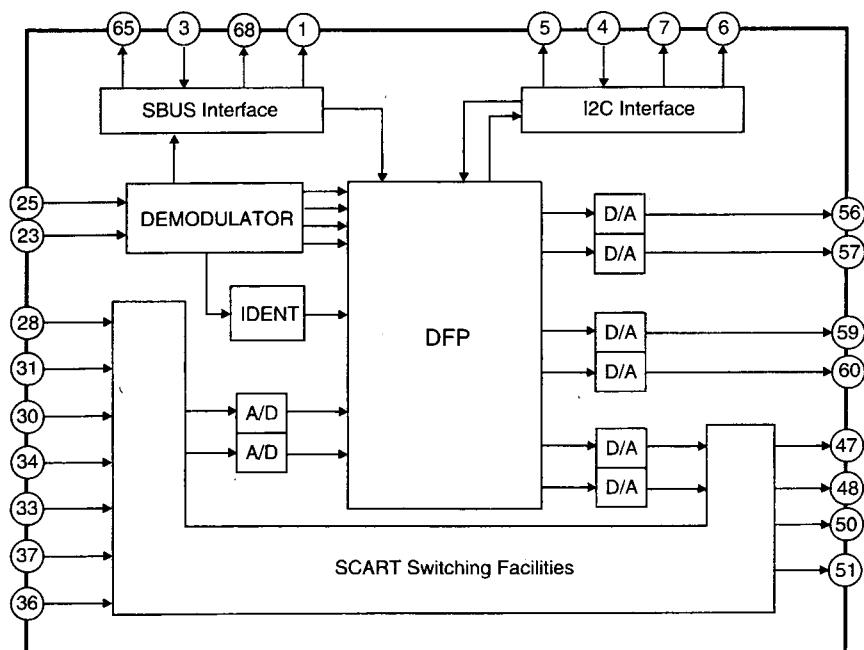 65 3 68 1 5 4 7 6
SBUS Interface
I2C Interface
25
DEMODULATOR
23
D/A
56
D/A
57
28
IDENT
DFP
D/A
59
31
D/A
60
30
A/D
34
A/D
D/A
47
D/A
48
33
50
37
SCART Switching Facilities
51
36